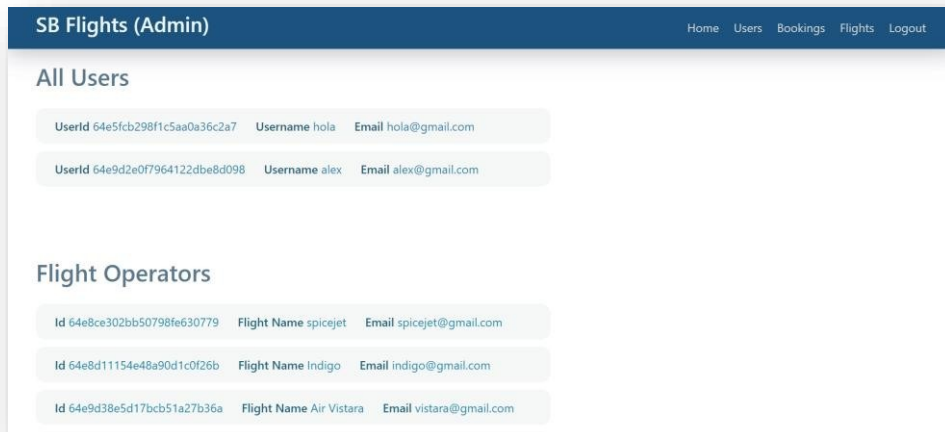 SB Flights (Admin)
Home Users Bookings Flights Logout
All Users
UserId 64e5fcb298f1c5aa0a36c2a7 Username hola Email hola@gmail.com
UserId 64e9d2e0f7964122dbe8d098 Username alex Email alex@gmail.com
Flight Operators
Id 64e8ce302bb50798fe630779 Flight Name spicejet Email spicejet@gmail.com
Id 64e8d11154e48a90d1c0f26b Flight Name Indigo Email indigo@gmail.com
Id 64e9d38e5d17bcb51a27b36a Flight Name Air Vistara Email vistara@gmail.com